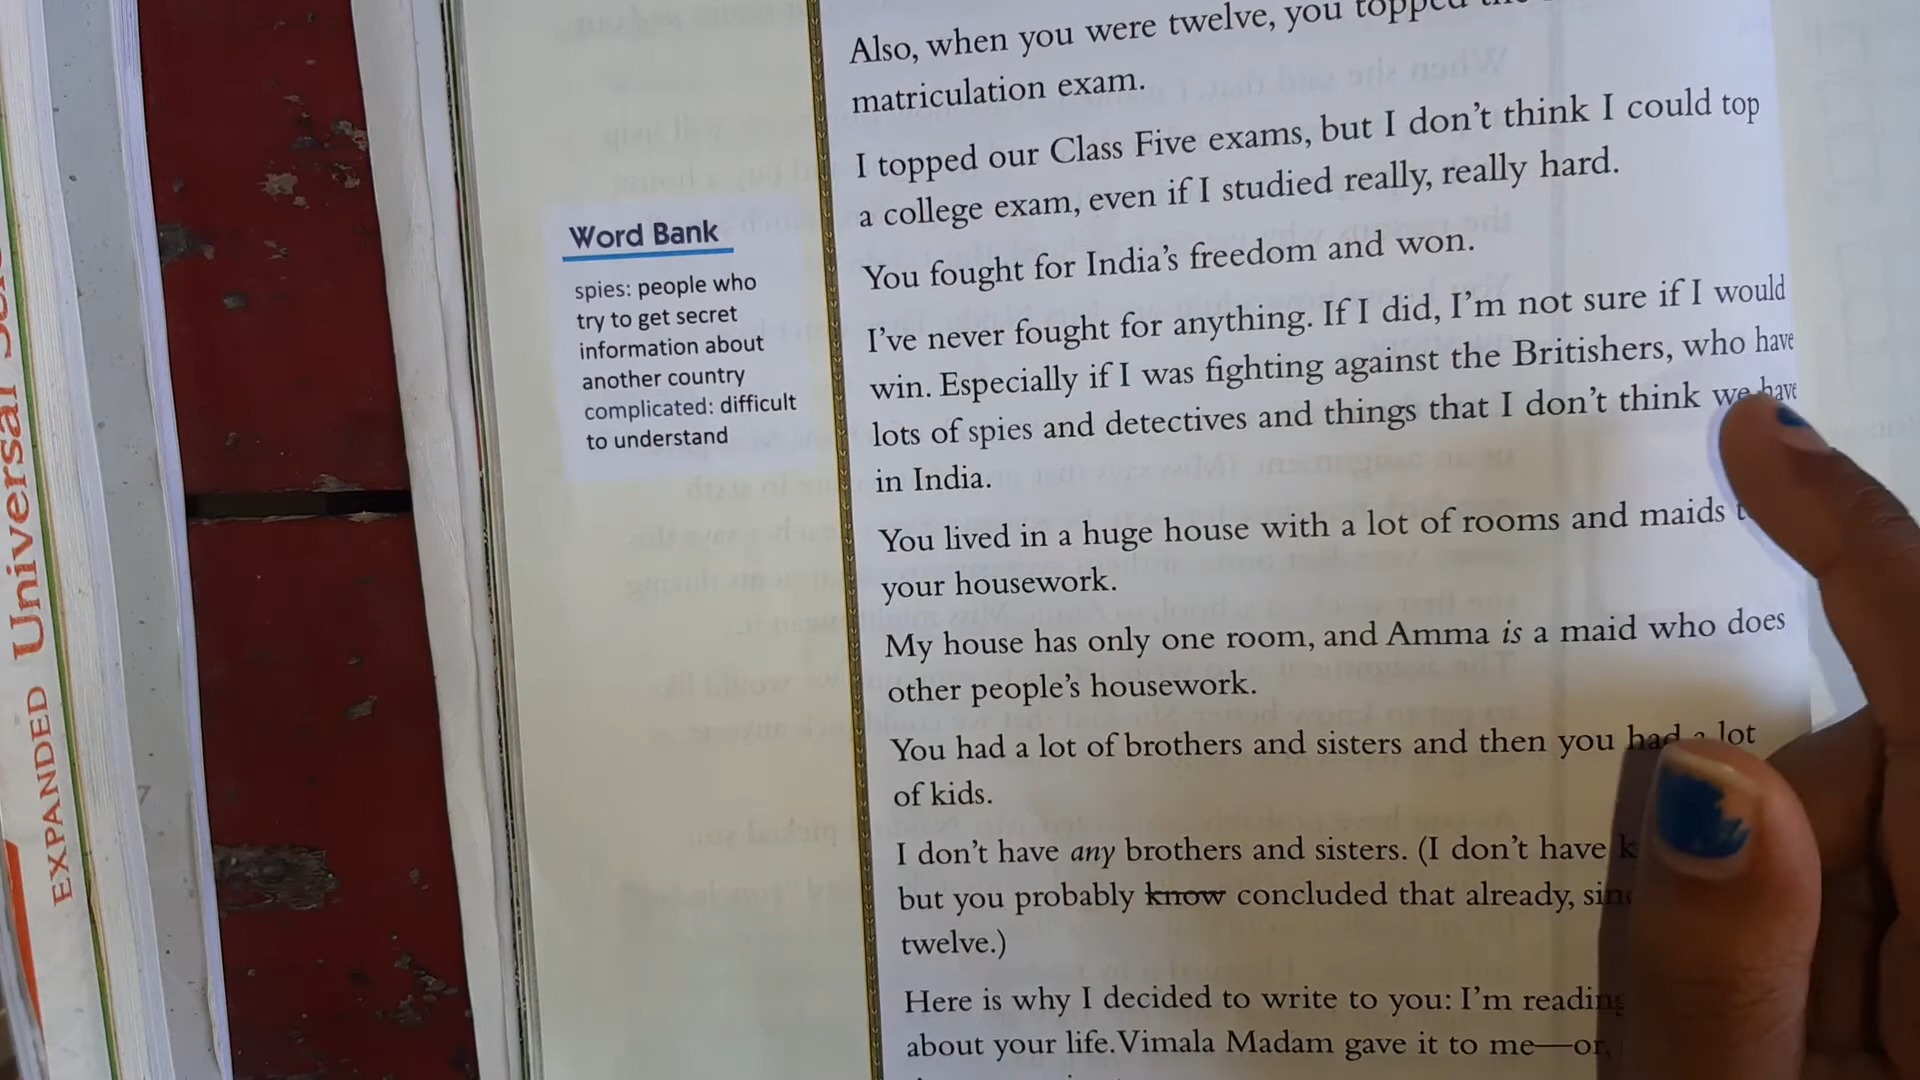 EXPANDED Universal
Word Bank
spies: people who
try to get secret
information about
another country
complicated: difficult
to understand
Also, when you were twelve, you topped the
matriculation exam.
I topped our Class Five exams, but I don't think I could top
a college exam, even if I studied really, really hard.
You fought for India's freedom and won.
I've never fought for anything. If I did, I'm not sure if I would
win. Especially if I was fighting against the Britishers, who have
lots of spies and detectives and things that I don't think we have
in India.
You lived in a huge house with a lot of rooms and maids
your housework.
My house has only one room, and Amma is a maid who does
other people's housework.
You had a lot of brothers and sisters and then you had a lot
of kids.
I don't have any brothers and sisters. (I don't have
but you probably know concluded that already,
twelve.)
Here is why I decided to write to you: I'm reading
about your life. Vimala Madam gave it to me—or,